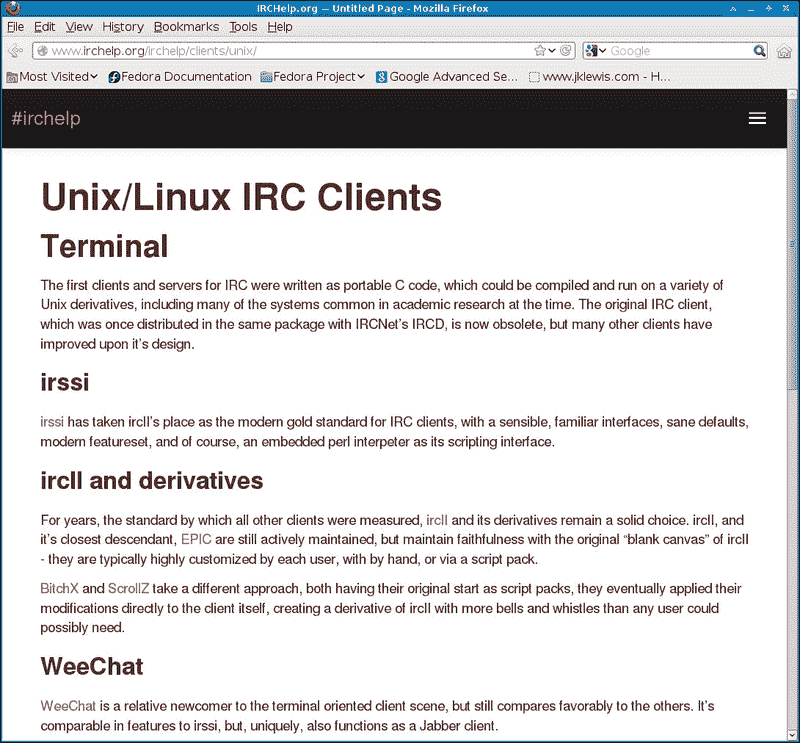 IRCHelp.org — Untitled Page - Mozilla Firefox
File Edit View History Bookmarks Tools Help
www.irchelp.org/irchelp/clients/unix/ Google
Most Visited Fedora Documentation Fedora Project Google Advanced Se... www.jklewis.com - H...
#irchelp
Unix/Linux IRC Clients
Terminal
The first clients and servers for IRC were written as portable C code, which could be compiled and run on a variety of
Unix derivatives, including many of the systems common in academic research at the time. The original IRC client,
which was once distributed in the same package with IRCNet's IRCD, is now obsolete, but many other clients have
improved upon it's design.
irssi
irssi has taken ircII's place as the modern gold standard for IRC clients, with a sensible, familiar interfaces, sane defaults,
modern featureset, and of course, an embedded perl interpeter as its scripting interface.
ircII and derivatives
For years, the standard by which all other clients were measured, ircII and its derivatives remain a solid choice. ircII, and
it's closest descendant, EPIC are still actively maintained, but maintain faithfulness with the original “blank canvas” of ircII
- they are typically highly customized by each user, with by hand, or via a script pack.
BitchX and ScrollZ take a different approach, both having their original start as script packs, they eventually applied their
modifications directly to the client itself, creating a derivative of ircII with more bells and whistles than any user could
possibly need.
WeeChat
WeeChat is a relative newcomer to the terminal oriented client scene, but still compares favorably to the others. It's
comparable in features to irssi, but, uniquely, also functions as a Jabber client.